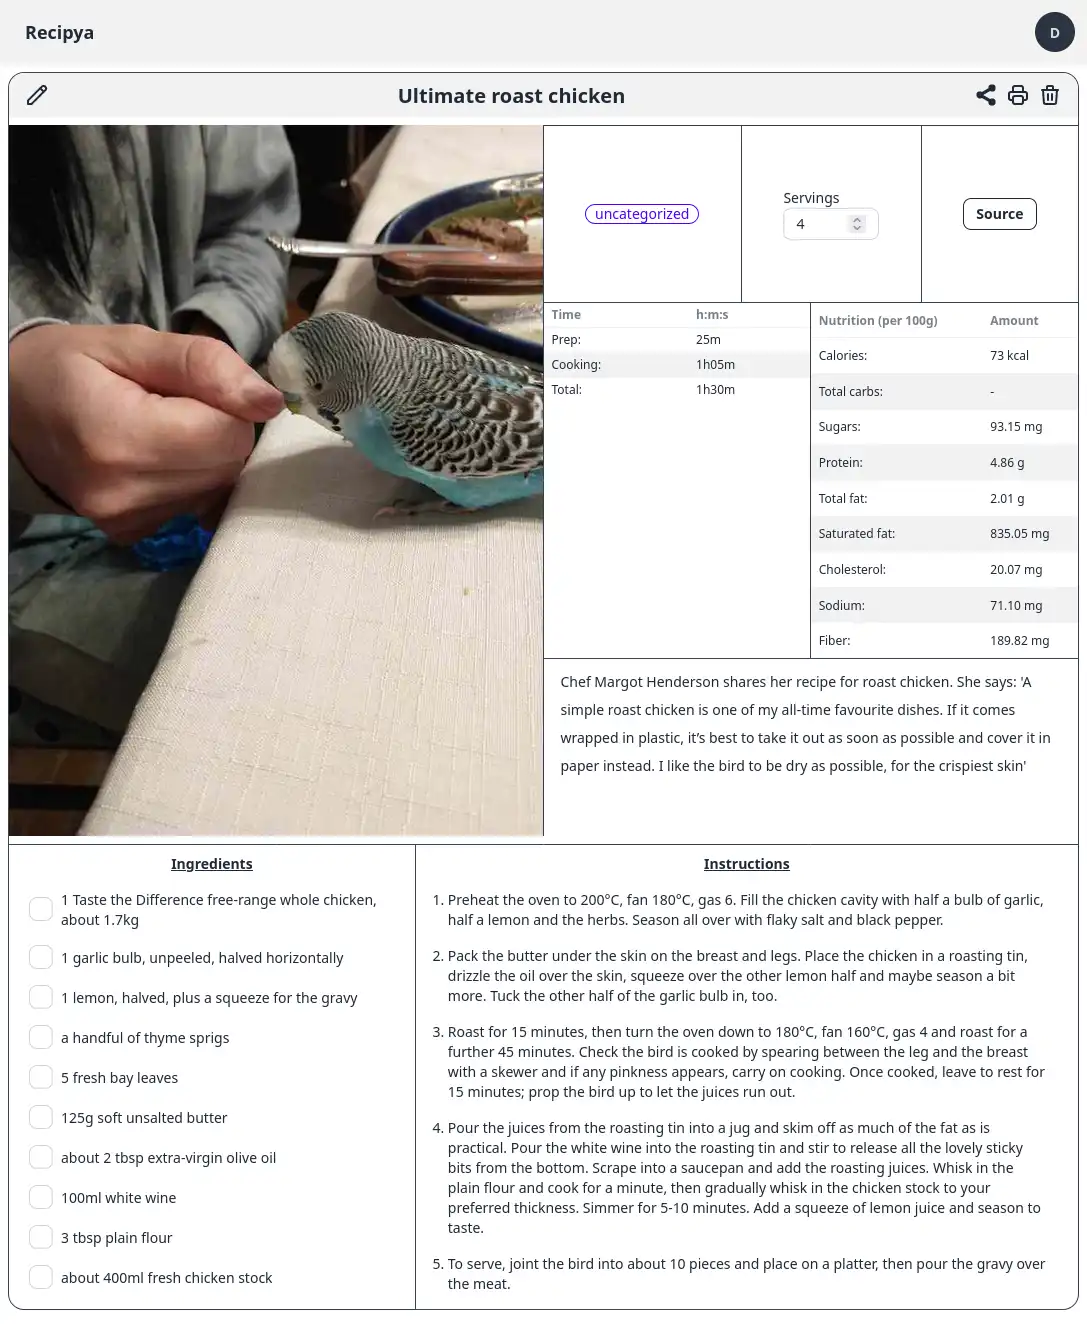 Recipya
D
Ultimate roast chicken
uncategorized
Servings
4
Source
Time h:m:s
Prep: 25m
Cooking: 1h05m
Total: 1h30m
Nutrition (per 100g) Amount
Calories: 73 kcal
Total carbs: -
Sugars: 93.15 mg
Protein: 4.86 g
Total fat: 2.01 g
Saturated fat: 835.05 mg
Cholesterol: 20.07 mg
Sodium: 71.10 mg
Fiber: 189.82 mg
Chef Margot Henderson shares her recipe for roast chicken. She says: 'A
simple roast chicken is one of my all-time favourite dishes. If it comes
wrapped in plastic, it’s best to take it out as soon as possible and cover it in
paper instead. I like the bird to be dry as possible, for the crispiest skin'
Ingredients
1 Taste the Difference free-range whole chicken,
about 1.7kg
1 garlic bulb, unpeeled, halved horizontally
1 lemon, halved, plus a squeeze for the gravy
a handful of thyme sprigs
5 fresh bay leaves
125g soft unsalted butter
about 2 tbsp extra-virgin olive oil
100ml white wine
3 tbsp plain flour
about 400ml fresh chicken stock
Instructions
1. Preheat the oven to 200°C, fan 180°C, gas 6. Fill the chicken cavity with half a bulb of garlic,
half a lemon and the herbs. Season all over with flaky salt and black pepper.
2. Pack the butter under the skin on the breast and legs. Place the chicken in a roasting tin,
drizzle the oil over the skin, squeeze over the other lemon half and maybe season a bit
more. Tuck the other half of the garlic bulb in, too.
3. Roast for 15 minutes, then turn the oven down to 180°C, fan 160°C, gas 4 and roast for a
further 45 minutes. Check the bird is cooked by spearing between the leg and the breast
with a skewer and if any pinkness appears, carry on cooking. Once cooked, leave to rest for
15 minutes; prop the bird up to let the juices run out.
4. Pour the juices from the roasting tin into a jug and skim off as much of the fat as is
practical. Pour the white wine into the roasting tin and stir to release all the lovely sticky
bits from the bottom. Scrape into a saucepan and add the roasting juices. Whisk in the
plain flour and cook for a minute, then gradually whisk in the chicken stock to your
preferred thickness. Simmer for 5-10 minutes. Add a squeeze of lemon juice and season to
taste.
5. To serve, joint the bird into about 10 pieces and place on a platter, then pour the gravy over
the meat.